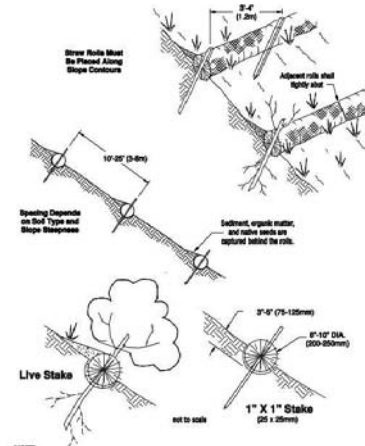 3'-4'
(1.2m)
Straw Rolls Must
Be Placed Along
Slope Contours
Adjacent rolls shall
tightly abut
10'-25' (3-8m)
Spacing Depends
on Soil Type and
Slope Steepness
Sediment, organic matter,
and native seeds are
captured behind the rolls.
3"-5" (75-125mm)
8"-10" DIA.
(200-250mm)
Live Stake
1" X 1" Stake
(25 x 25mm)
not to scale